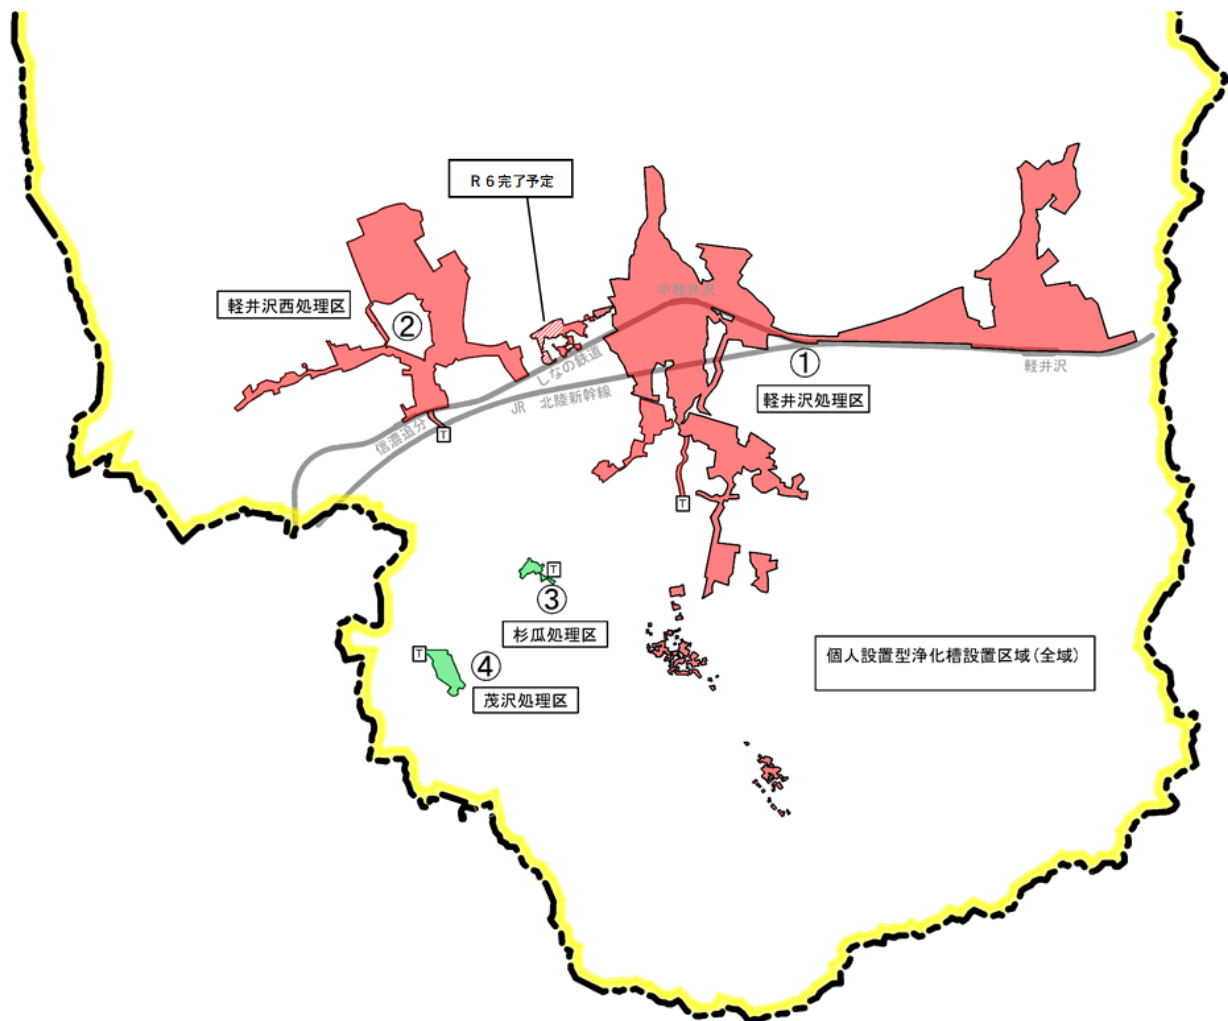 R6完了予定
中軽井沢
軽井沢西処理区
②
しなの鉄道
①
軽井沢
JR 北陸新幹線
軽井沢処理区
信濃追分
T
T
T
③
杉瓜処理区
個人設置型浄化槽設置区域(全域)
T
④
茂沢処理区